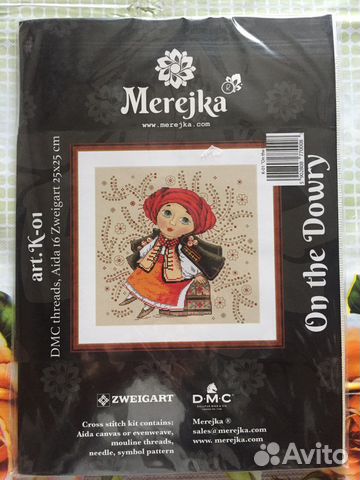 Merejka
www.merejka.com
art.K-01
DMC threads, Aida 16 Zweigart 25x25 cm
On the Dowry
ZWEIGART
DMC
Cross stitch kit contains:
Aida canvas or evenweave,
mouline threads,
needle, symbol pattern
Merejka ®
sales@merejka.com
www.merejka.com
Avito